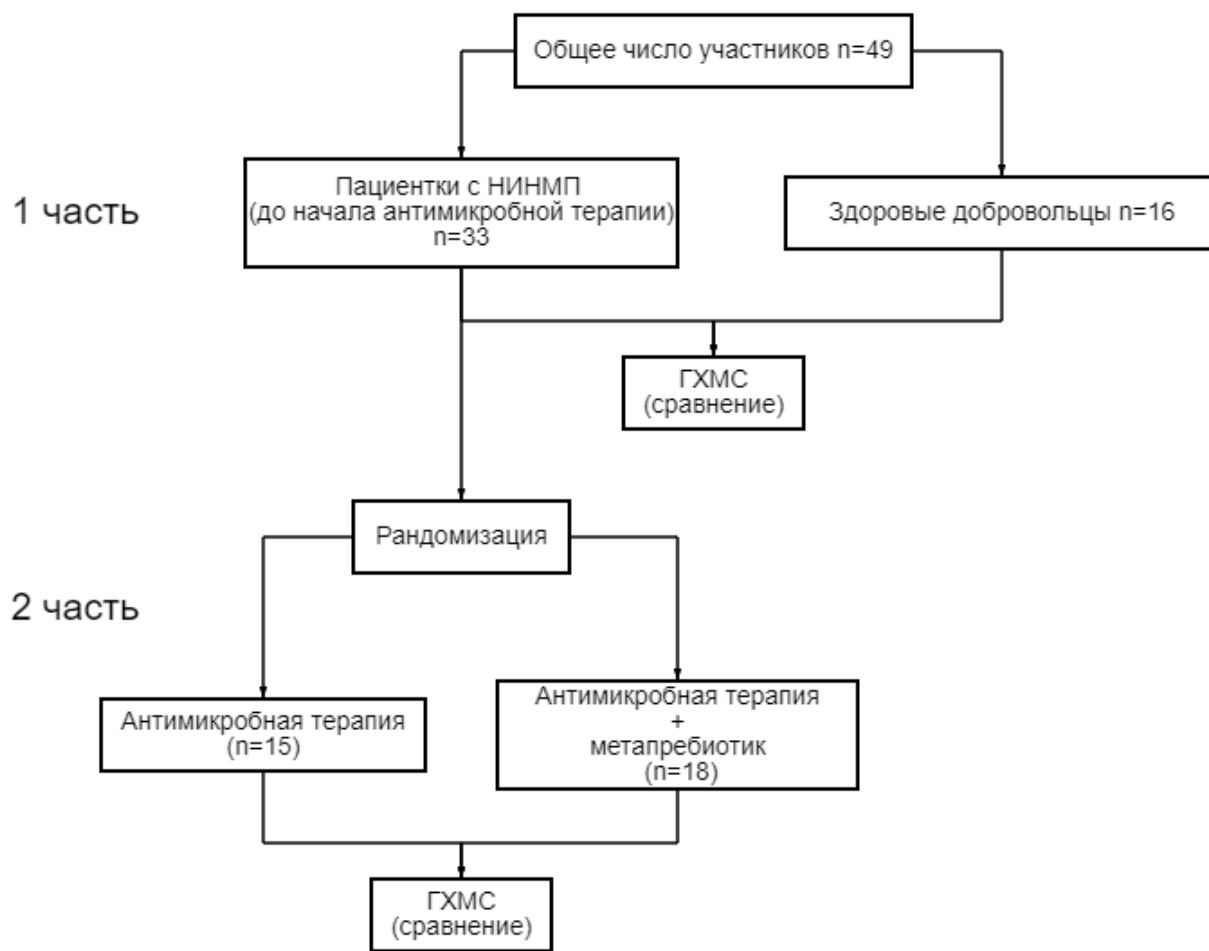 Общее число участников n=49
1 часть
Пациентки с НИНМП
(до начала антимикробной терапии)
n=33
Здоровые добровольцы n=16
ГХМС
(сравнение)
Рандомизация
2 часть
Антимикробная терапия
(n=15)
Антимикробная терапия
+
метапребиотик
(n=18)
ГХМС
(сравнение)